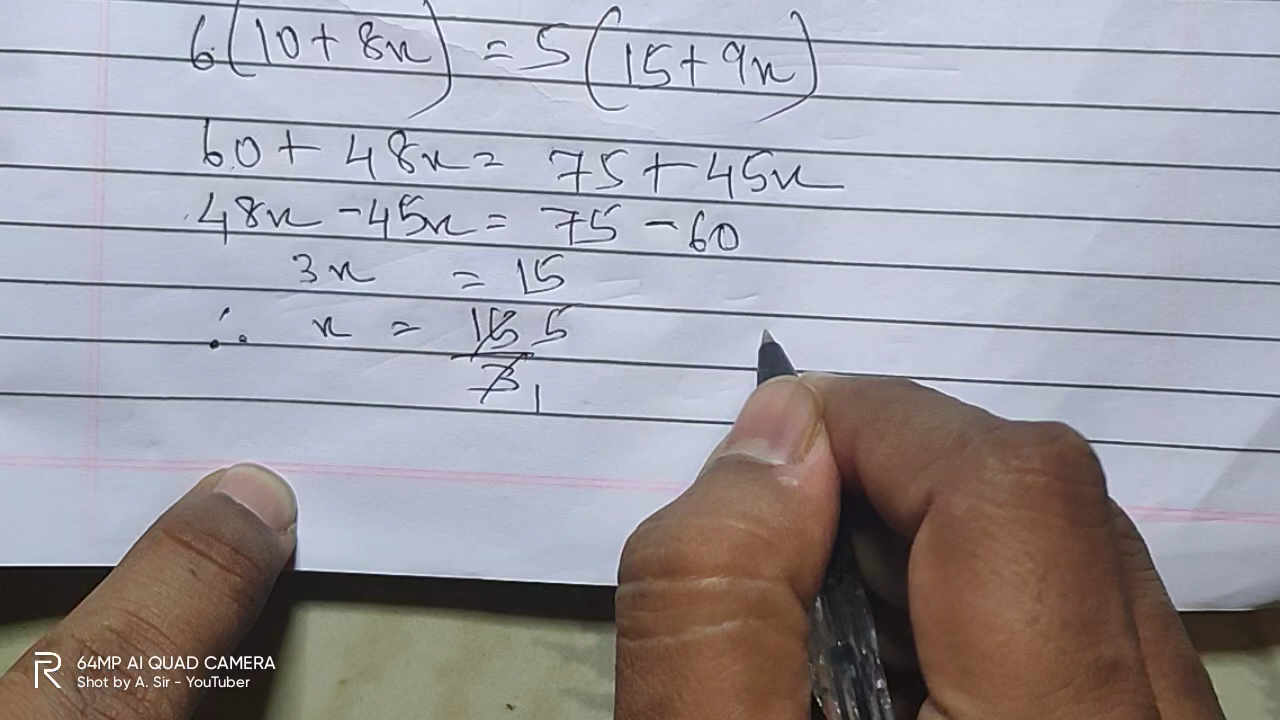 6(10+8x) = 5(15+9x)
60+ 48x = 75+45x
48x -45x = 75 -60
3x = 15
∴ x = 15 5
3 1
R 64MP AI QUAD CAMERA
Shot by A. Sir - YouTuber